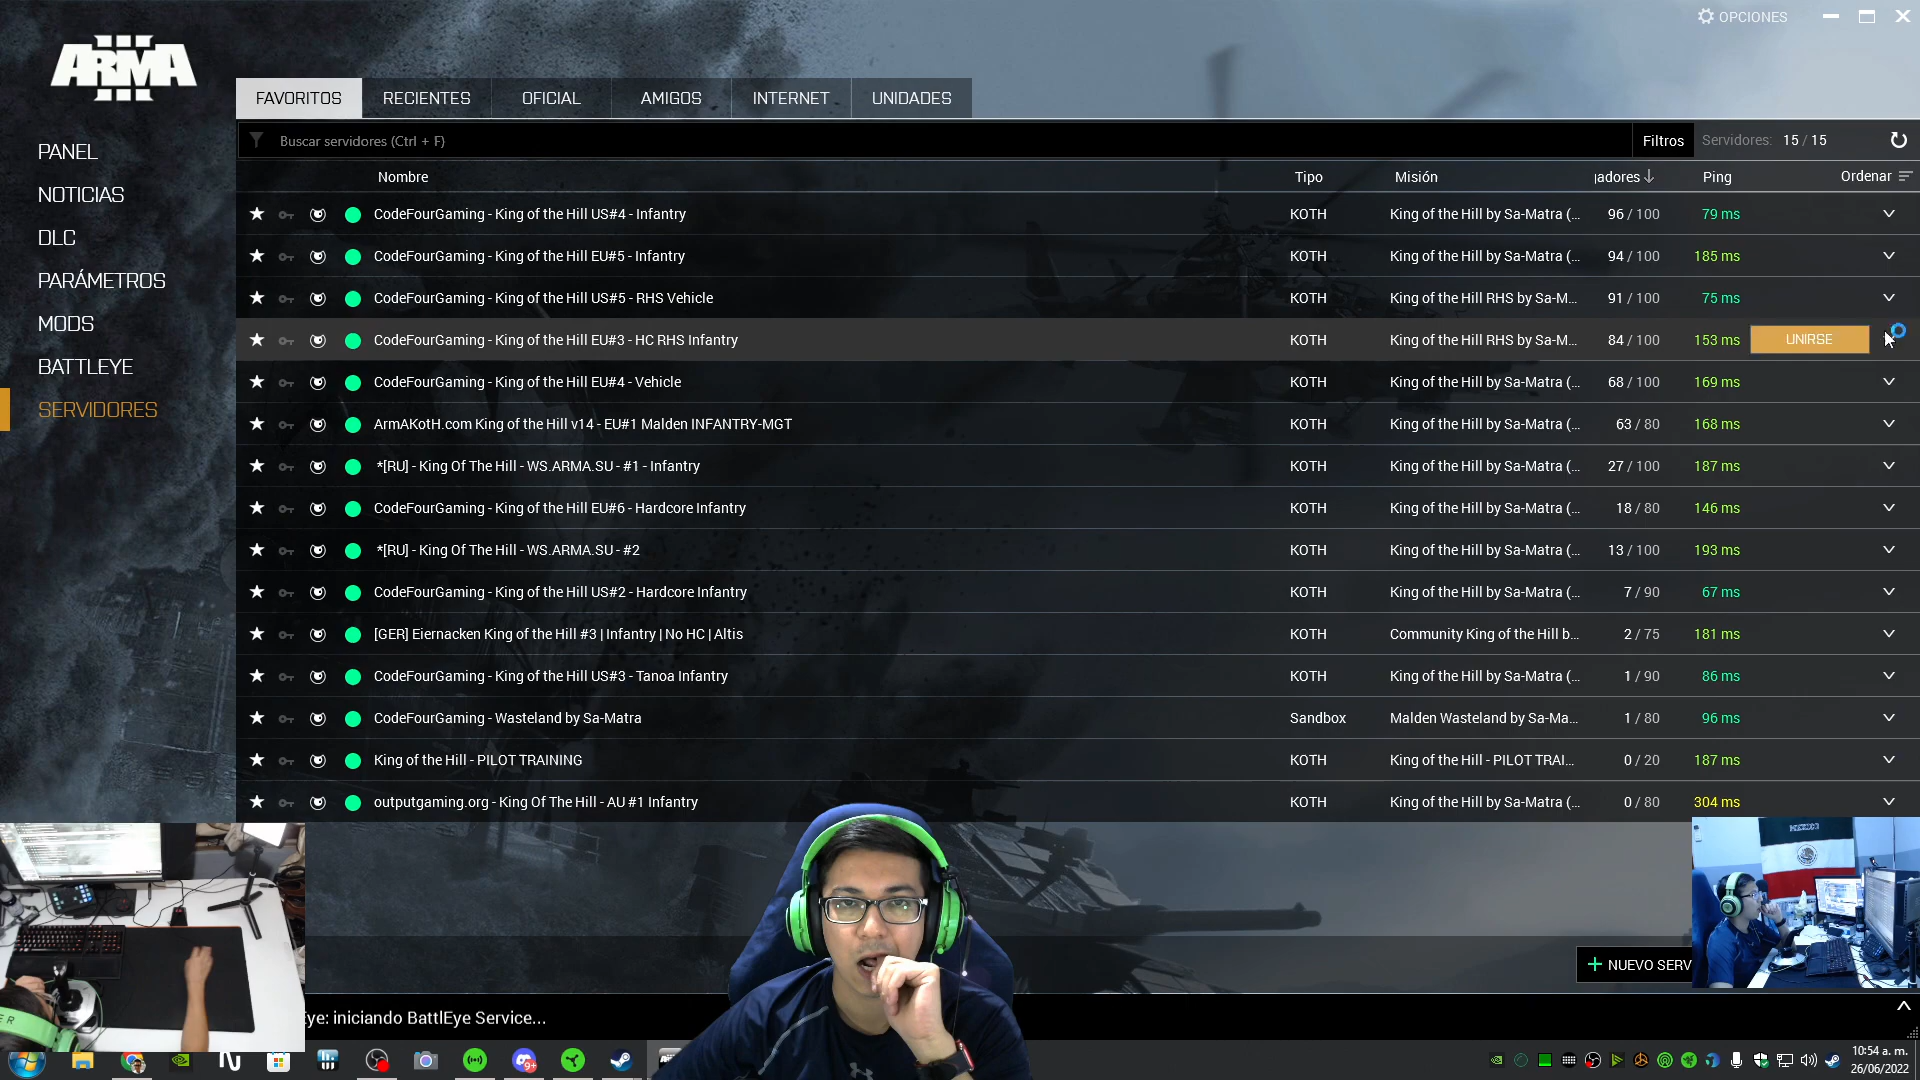 OPCIONES
ARMA III
FAVORITOS RECIENTES OFICIAL AMIGOS INTERNET UNIDADES
Buscar servidores (Ctrl + F) Filtros Servidores: 15 / 15
PANEL
NOTICIAS
DLC
PARÁMETROS
MODS
BATTLEYE
SERVIDORES
Nombre Tipo Misión adores Ping Ordenar
CodeFourGaming - King of the Hill US#4 - Infantry KOTH King of the Hill by Sa-Matra (... 96 / 100 79 ms
CodeFourGaming - King of the Hill EU#5 - Infantry KOTH King of the Hill by Sa-Matra (... 94 / 100 185 ms
CodeFourGaming - King of the Hill US#5 - RHS Vehicle KOTH King of the Hill RHS by Sa-M... 91 / 100 75 ms
CodeFourGaming - King of the Hill EU#3 - HC RHS Infantry KOTH King of the Hill RHS by Sa-M... 84 / 100 153 ms UNIRSE
CodeFourGaming - King of the Hill EU#4 - Vehicle KOTH King of the Hill by Sa-Matra (... 68 / 100 169 ms
ArmAKotH.com King of the Hill v14 - EU#1 Malden INFANTRY-MGT KOTH King of the Hill by Sa-Matra (... 63 / 80 168 ms
*[RU] - King Of The Hill - WS.ARMA.SU - #1 - Infantry KOTH King of the Hill by Sa-Matra (... 27 / 100 187 ms
CodeFourGaming - King of the Hill EU#6 - Hardcore Infantry KOTH King of the Hill by Sa-Matra (... 18 / 80 146 ms
*[RU] - King Of The Hill - WS.ARMA.SU - #2 KOTH King of the Hill by Sa-Matra (... 13 / 100 193 ms
CodeFourGaming - King of the Hill US#2 - Hardcore Infantry KOTH King of the Hill by Sa-Matra (... 7 / 90 67 ms
[GER] Eiernacken King of the Hill #3 | Infantry | No HC | Altis KOTH Community King of the Hill b... 2 / 75 181 ms
CodeFourGaming - King of the Hill US#3 - Tanoa Infantry KOTH King of the Hill by Sa-Matra (... 1 / 90 86 ms
CodeFourGaming - Wasteland by Sa-Matra Sandbox Malden Wasteland by Sa-Ma... 1 / 80 96 ms
King of the Hill - PILOT TRAINING KOTH King of the Hill - PILOT TRAI... 0 / 20 187 ms
outputgaming.org - King Of The Hill - AU #1 Infantry KOTH King of the Hill by Sa-Matra (... 0 / 80 304 ms
MEXICO
+ NUEVO SERV
Eye: iniciando BattlEye Service...
9+
10:54 a. m.
26/06/2022